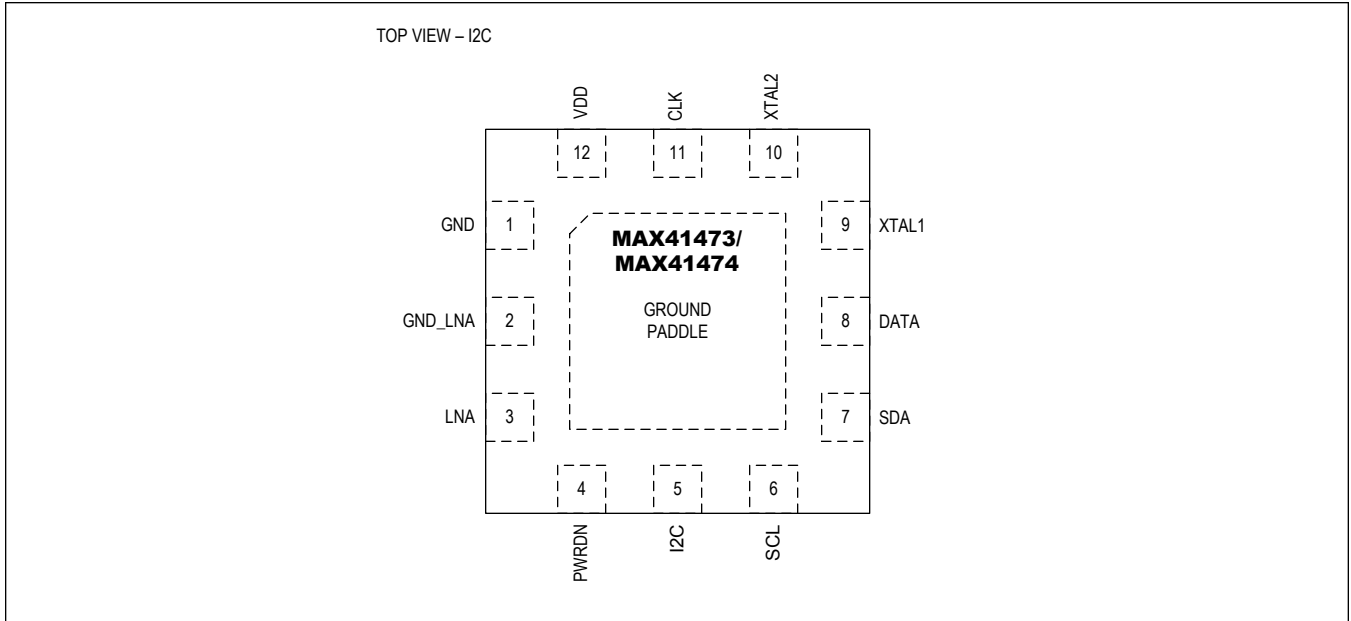 TOP VIEW – I2C
VDD
CLK
XTAL2
12
11
10
GND
1
9
XTAL1
MAX41473/
MAX41474
GND_LNA
2
GROUND
PADDLE
8
DATA
LNA
3
7
SDA
4
5
6
PWRDN
I2C
SCL